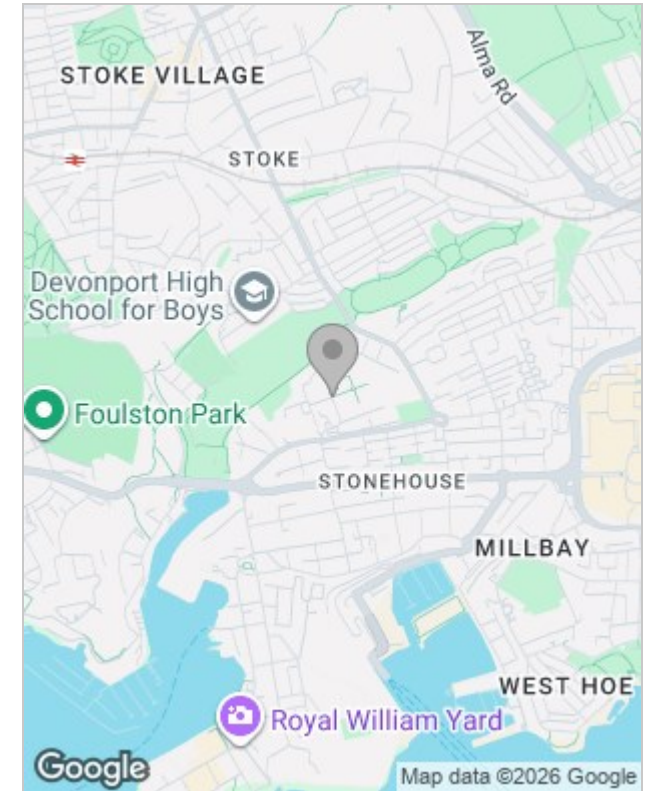 Alma Rd
STOKE VILLAGE
STOKE
Devonport High
School for Boys
Foulston Park
STONEHOUSE
MILLBAY
WEST HOE
Royal William Yard
Google
Map data ©2026 Google